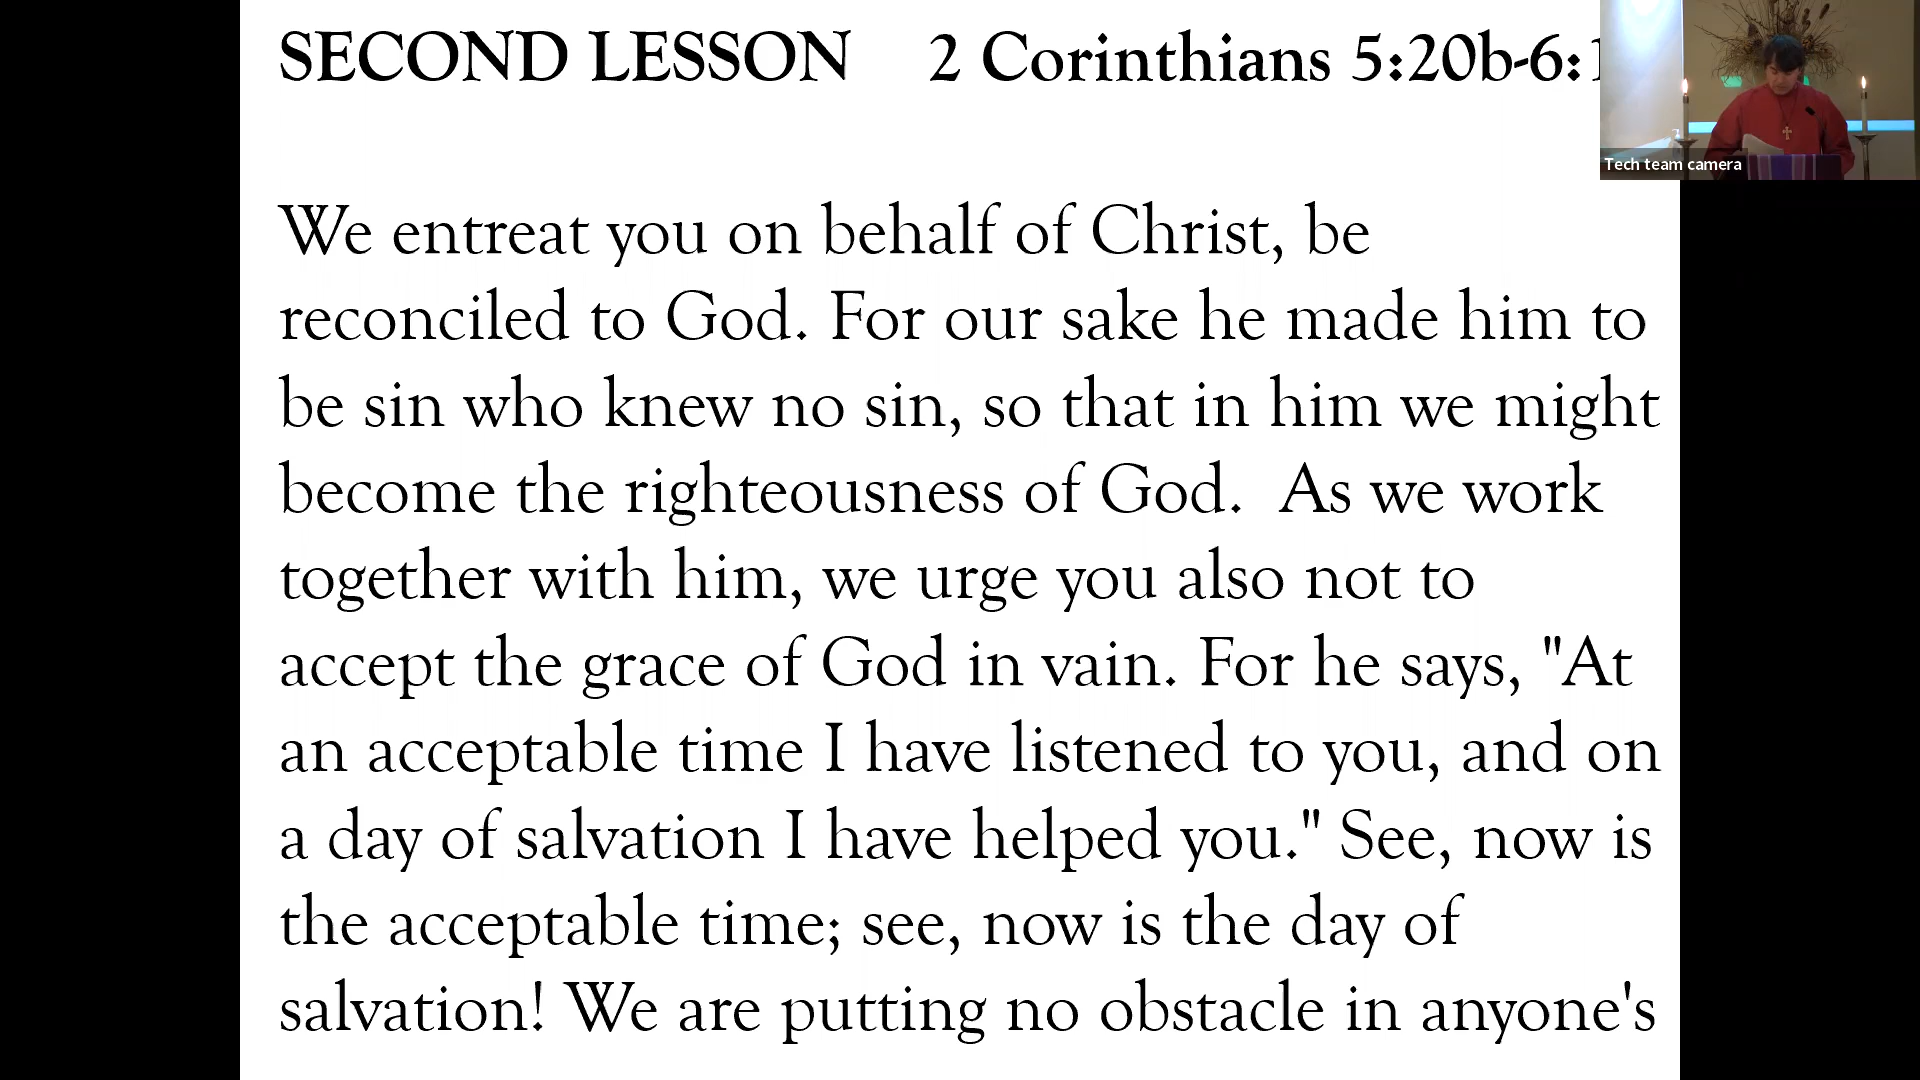 SECOND LESSON 2 Corinthians 5:20b-6:1
Tech team camera
We entreat you on behalf of Christ, be
reconciled to God. For our sake he made him to
be sin who knew no sin, so that in him we might
become the righteousness of God.  As we work
together with him, we urge you also not to
accept the grace of God in vain. For he says, "At
an acceptable time I have listened to you, and on
a day of salvation I have helped you." See, now is
the acceptable time; see, now is the day of
salvation! We are putting no obstacle in anyone's